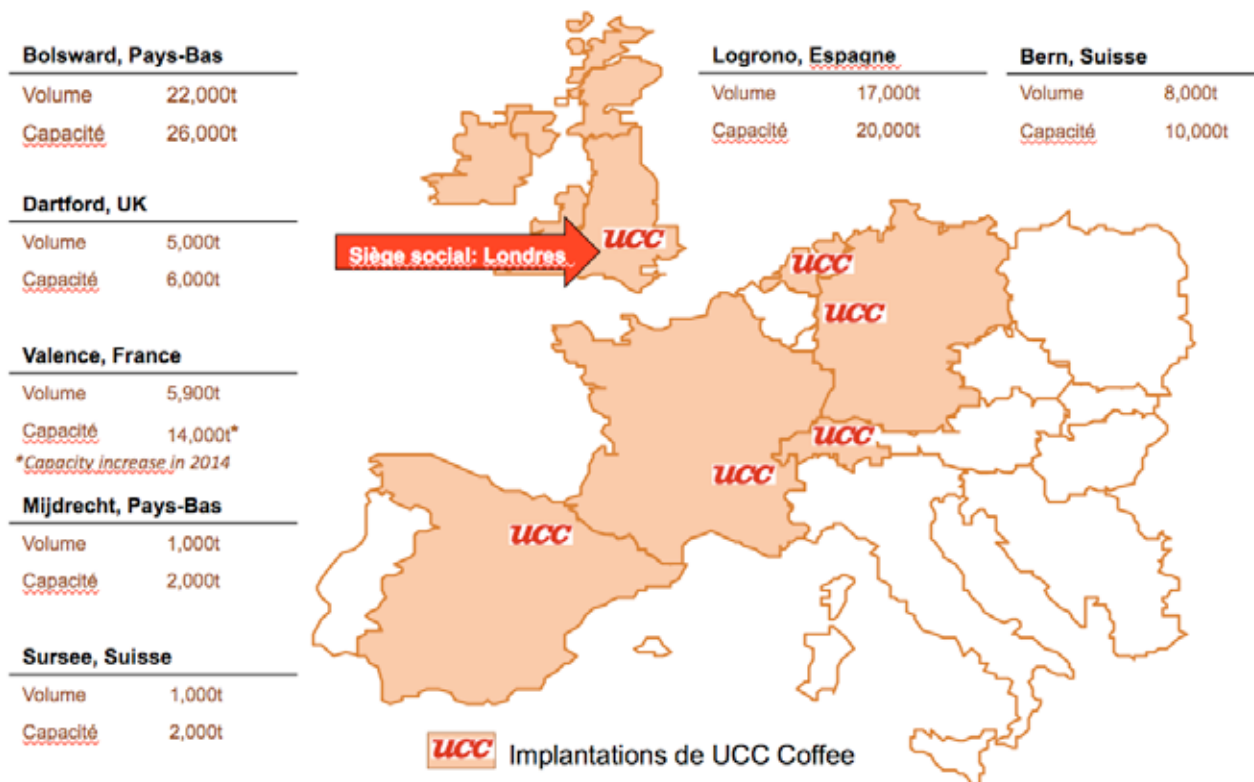 Bolsward, Pays-Bas
Volume 22,000t
Capacité 26,000t
Dartford, UK
Volume 5,000t
Capacité 6,000t
Valence, France
Volume 5,900t
Capacité 14,000t*
*Capacity increase in 2014
Mijdrecht, Pays-Bas
Volume 1,000t
Capacité 2,000t
Sursee, Suisse
Volume 1,000t
Capacité 2,000t
Logrono, Espagne
Volume 17,000t
Capacité 20,000t
Bern, Suisse
Volume 8,000t
Capacité 10,000t
Siège social: Londres
ucc
ucc
ucc
ucc
ucc
ucc
ucc Implantations de UCC Coffee